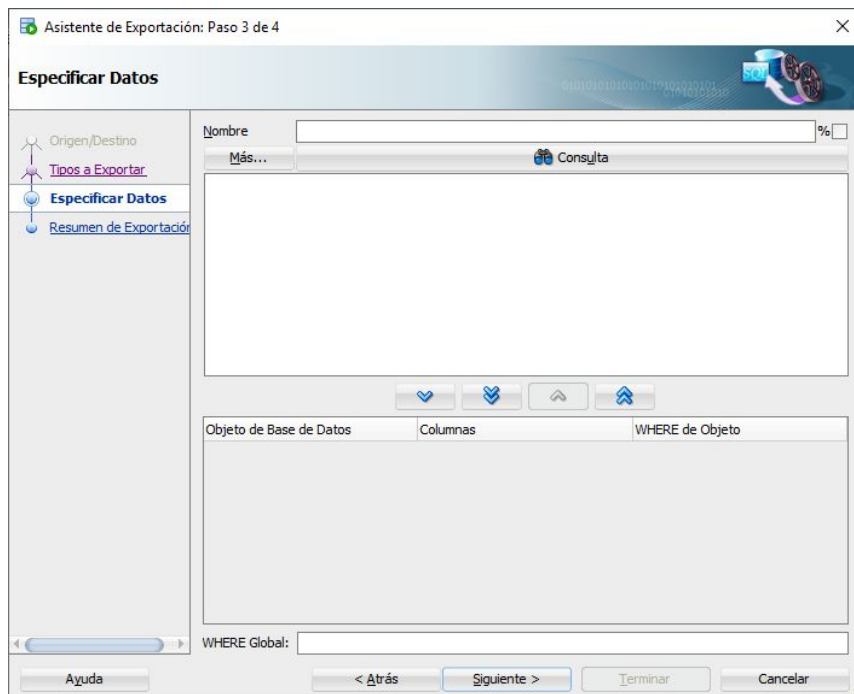 Asistente de Exportación: Paso 3 de 4
Especificar Datos
SQL
Origen/Destino
Tipos a Exportar
Especificar Datos
Resumen de Exportación
Nombre
%
Más...
Consulta
Objeto de Base de Datos
Columnas
WHERE de Objeto
WHERE Global:
Ayuda
< Atrás
Siguiente >
Terminar
Cancelar